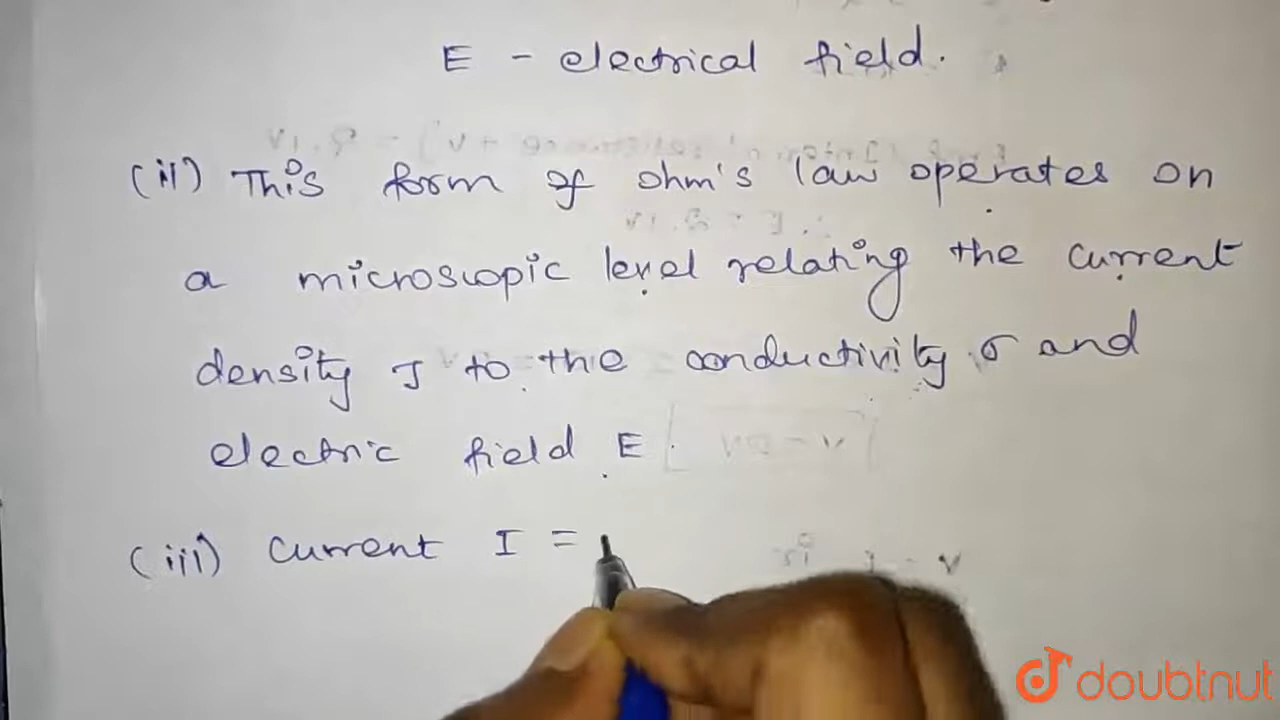 E - electrical field.
(ii) This form of ohm's law operates on
a microscopic level relating the current
density J to the conductivity σ and
electric field E.
(iii) Current I =
doubtnut